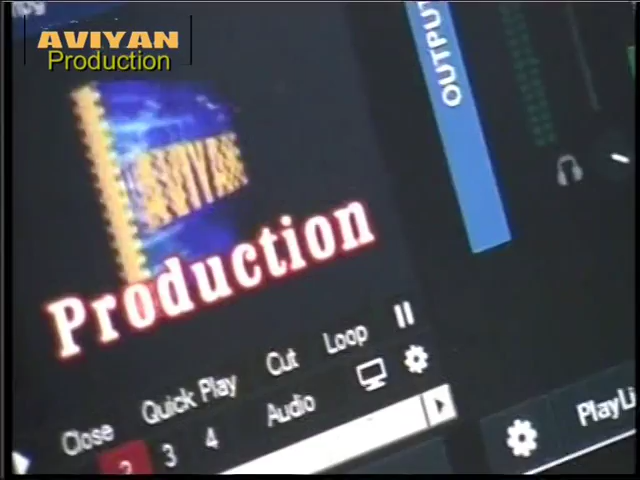 AVIYAN
Production
OUTPUT
AVIYAN
Production
Close Quick Play Cut Loop
2 3 4 Audio
PlayLi